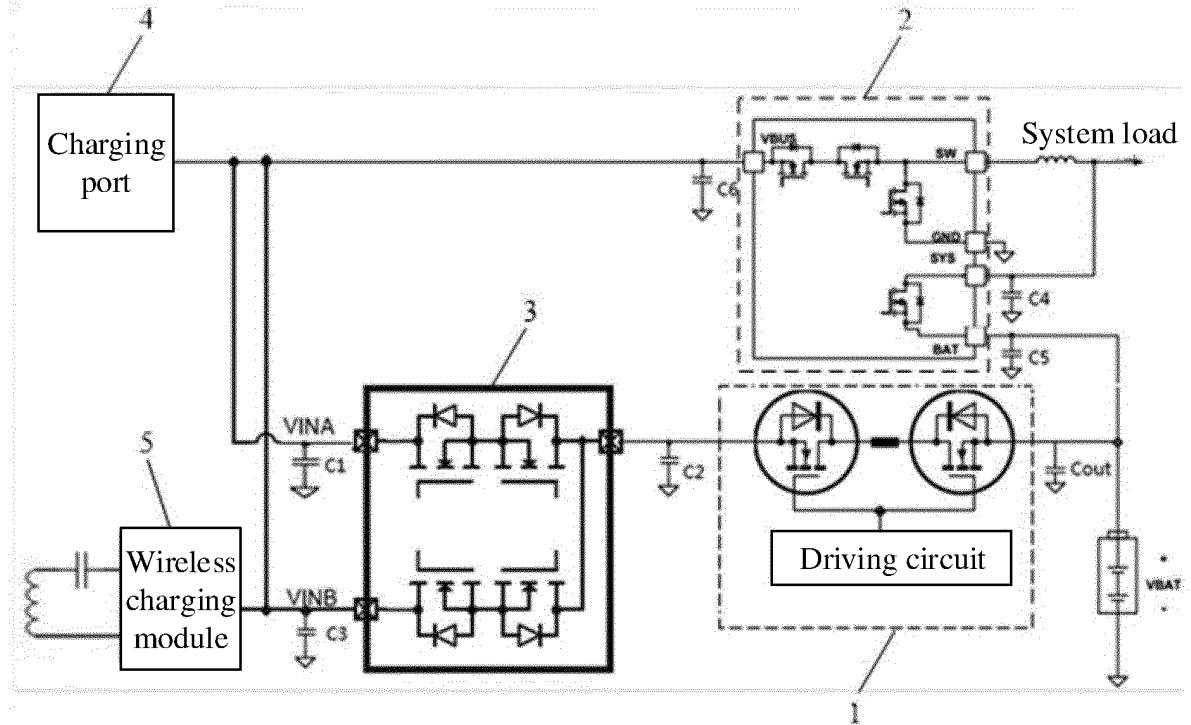 4
2
Charging
port
VBUS
SW
System load
C6
GND
SYS
C4
BAT
C5
3
VINA
C1
C2
Cout
5
Wireless
charging
module
VINB
C3
Driving circuit
VBAT
1